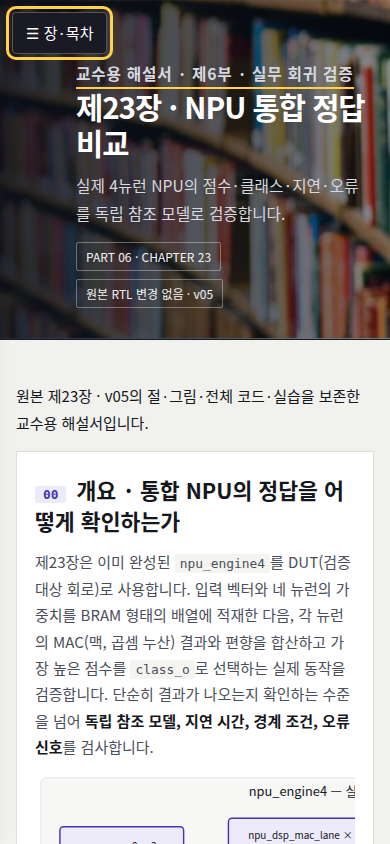 ☰ 장·목차
교수용 해설서 · 제6부 · 실무 회귀 검증
제23장 · NPU 통합 정답
비교
실제 4뉴런 NPU의 점수·클래스·지연·오류
를 독립 참조 모델로 검증합니다.
PART 06 · CHAPTER 23
원본 RTL 변경 없음 · v05
원본 제23장 · v05의 절·그림·전체 코드·실습을 보존한
교수용 해설서입니다.
00 개요 · 통합 NPU의 정답을 어
떻게 확인하는가
제23장은 이미 완성된 npu_engine4 를 DUT(검증
대상 회로)로 사용합니다. 입력 벡터와 네 뉴런의 가
중치를 BRAM 형태의 배열에 적재한 다음, 각 뉴런
의 MAC(맥, 곱셈 누산) 결과와 편향을 합산하고 가
장 높은 점수를 class_o 로 선택하는 실제 동작을
검증합니다. 단순히 결과가 나오는지 확인하는 수준
을 넘어 독립 참조 모델, 지연 시간, 경계 조건, 오류
신호를 검사합니다.
npu_engine4 — 실
npu_dsp_mac_lane ×